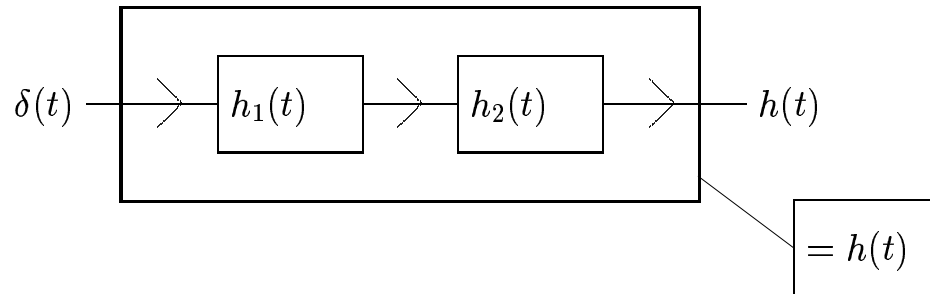 δ(t) h₁(t) h₂(t) h(t)
= h(t)